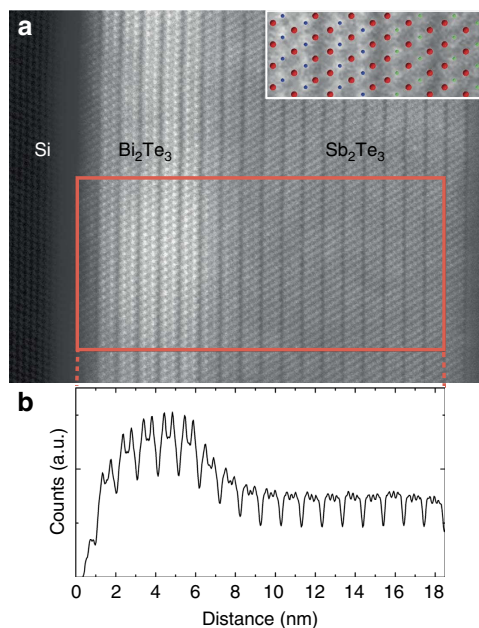 a
Si
Bi₂Te₃
Sb₂Te₃
b
Counts (a.u.)
0 2 4 6 8 10 12 14 16 18
Distance (nm)